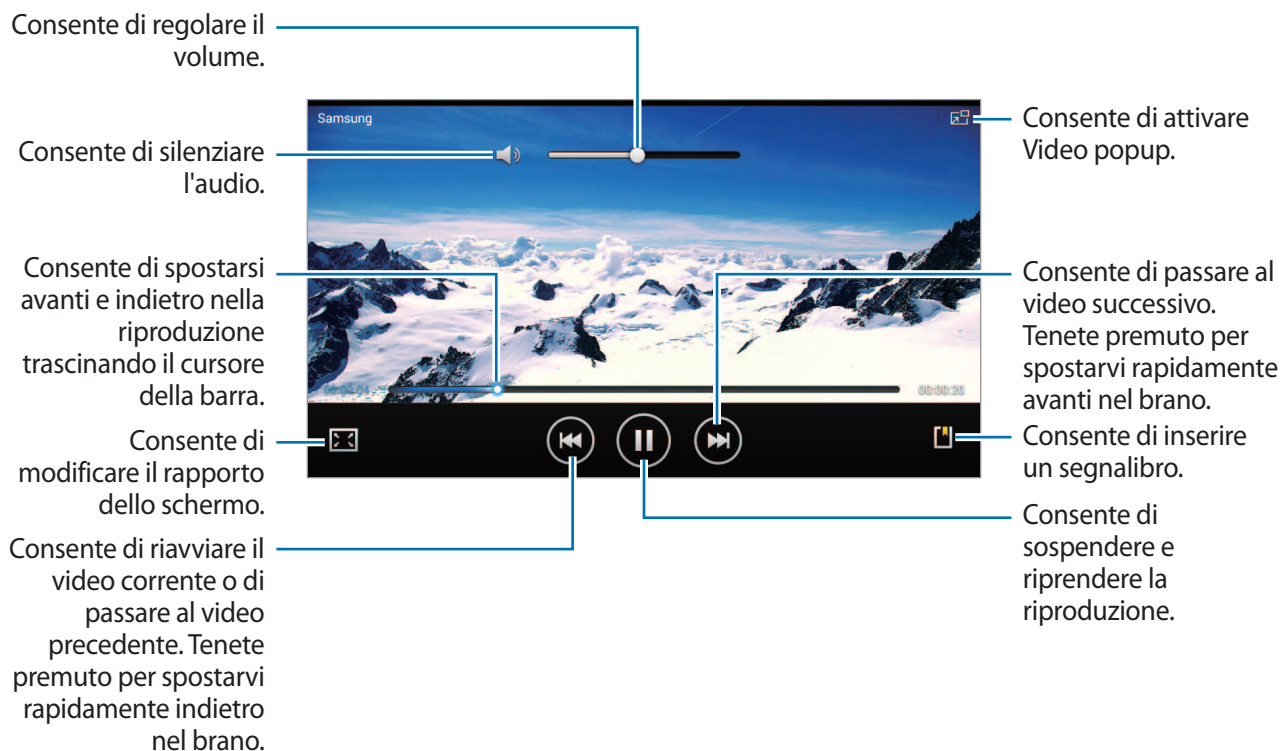 Consente di regolare il
volume.
Consente di silenziare
l'audio.
Consente di spostarsi
avanti e indietro nella
riproduzione
trascinando il cursore
della barra.
Consente di
modificare il rapporto
dello schermo.
Consente di riavviare il
video corrente o di
passare al video
precedente. Tenete
premuto per spostarvi
rapidamente indietro
nel brano.
Samsung
00:00:04
00:00:20
Consente di attivare
Video popup.
Consente di passare al
video successivo.
Tenete premuto per
spostarvi rapidamente
avanti nel brano.
Consente di inserire
un segnalibro.
Consente di
sospendere e
riprendere la
riproduzione.